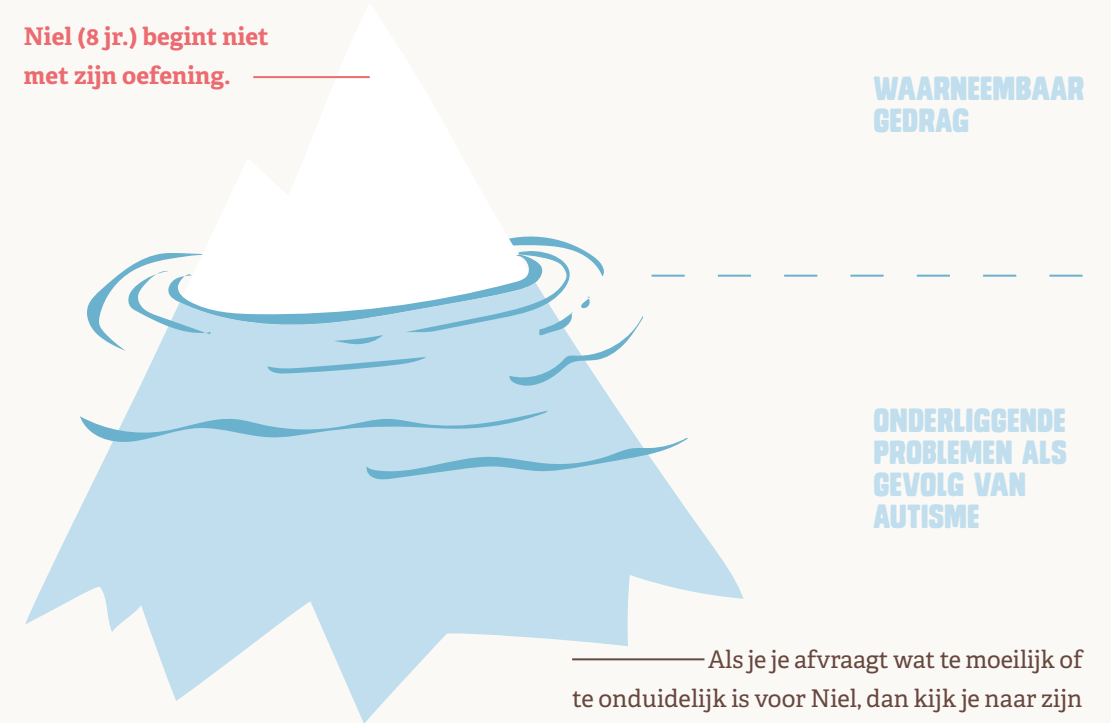 Niel (8 jr.) begint niet
met zijn oefening.
WAARNEEMBAAR
GEDRAG
ONDERLIGGENDE
PROBLEMEN ALS
GEVOLG VAN
AUTISME
Als je je afvraagt wat te moeilijk of
te onduidelijk is voor Niel, dan kijk je naar zijn